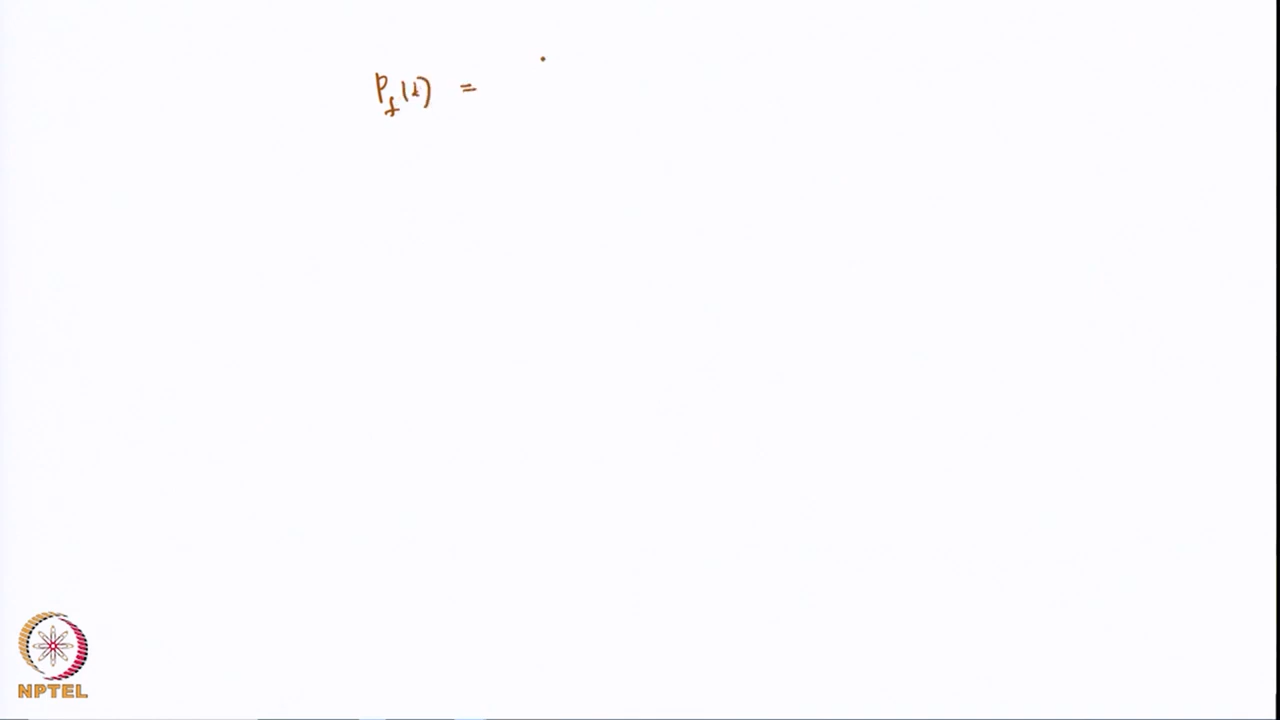 P_f(t) =
NPTEL